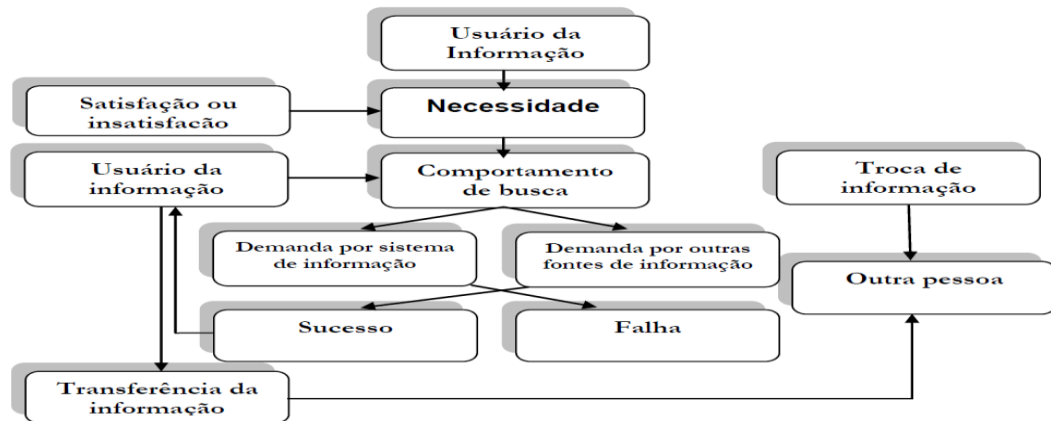 Usuário da
Informação
Satisfação ou
insatisfacão
Necessidade
Usuário da
informação
Comportamento
de busca
Troca de
informação
Demanda por sistema
de informação
Demanda por outras
fontes de informação
Outra pessoa
Sucesso
Falha
Transferência da
informação